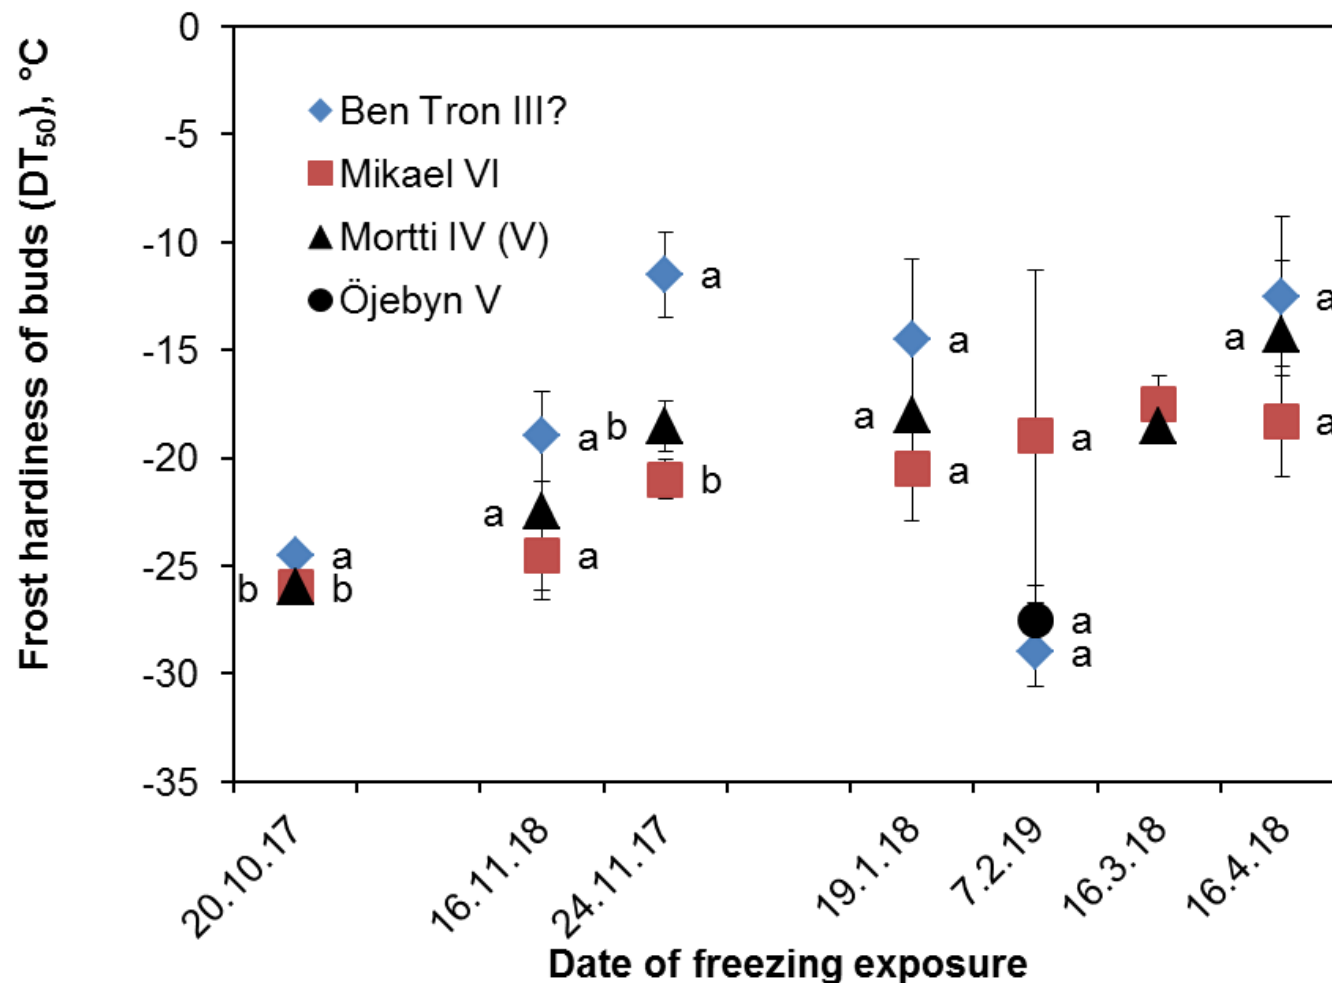 Frost hardiness of buds (DT₅₀), °C
0
-5
-10
-15
-20
-25
-30
-35
Ben Tron III?
Mikael VI
Mortti IV (V)
Öjebyn V
a
b
b
a
a
a
a
b
b
a
a
a
a
a
a
a
a
a
20.10.17
16.11.18
24.11.17
19.1.18
7.2.19
16.3.18
16.4.18
Date of freezing exposure